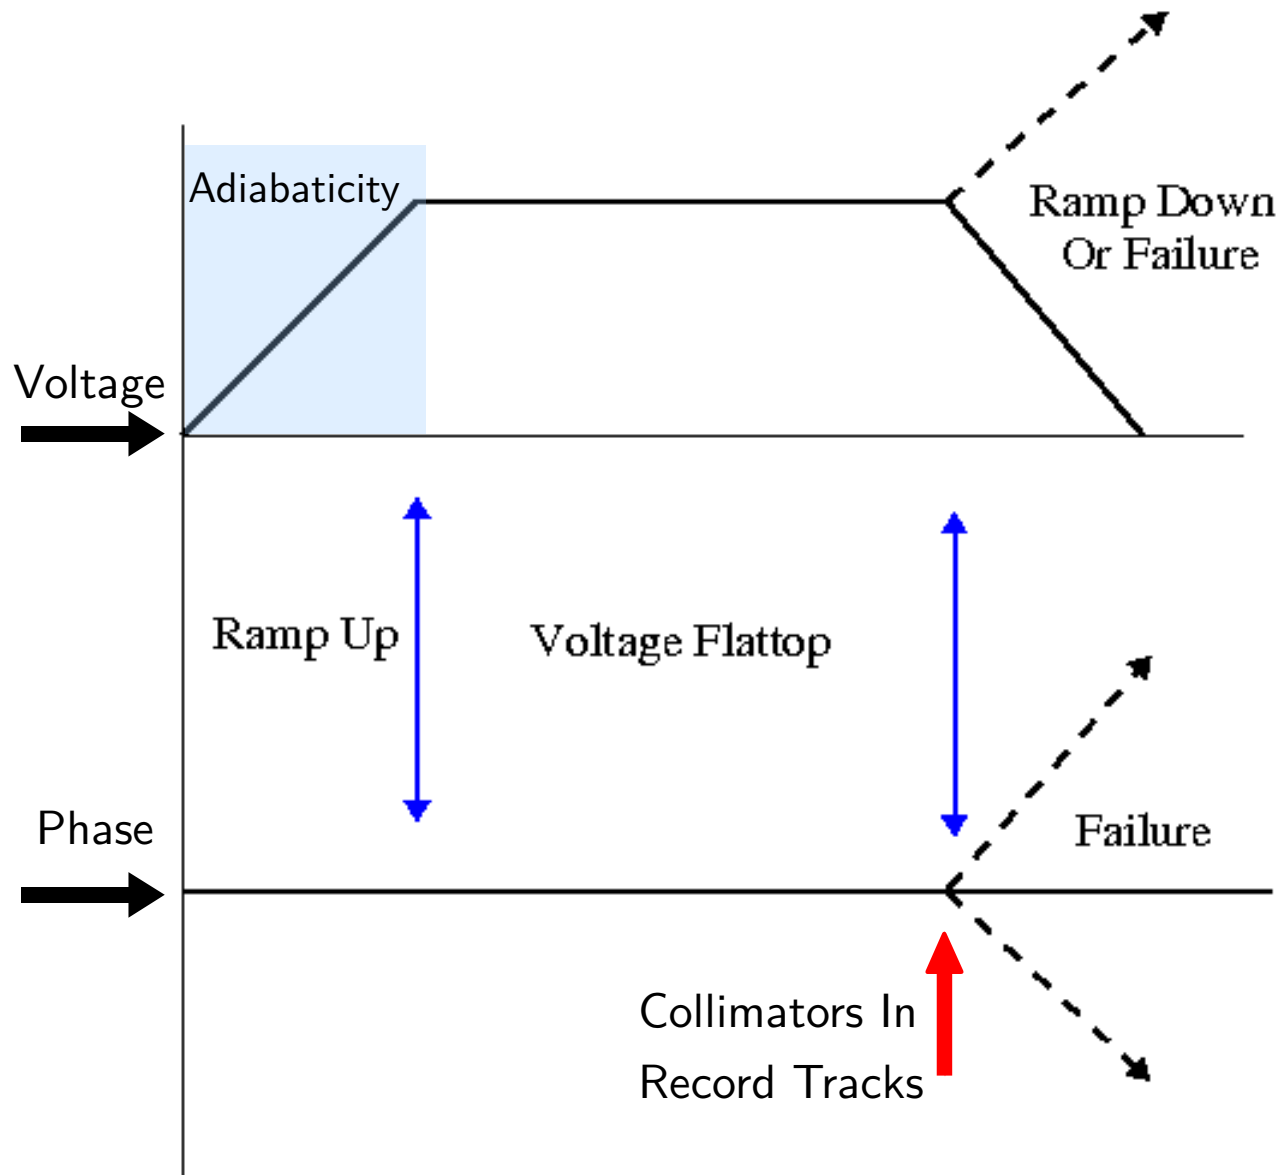 Adiabaticity
Ramp Down
Or Failure
Voltage
Ramp Up
Voltage Flattop
Phase
Failure
Collimators In
Record Tracks